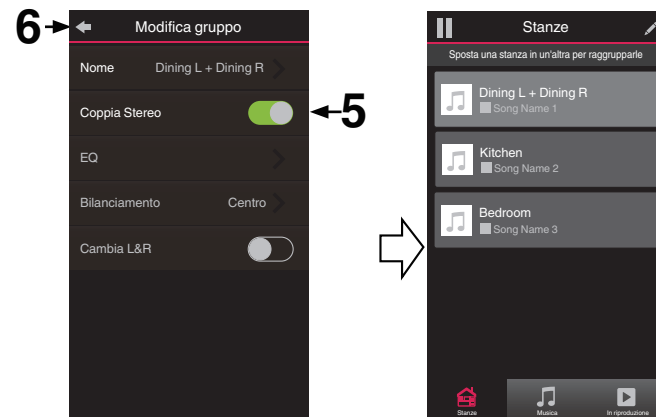 6
Modifica gruppo
Nome Dining L + Dining R
Coppia Stereo
5
EQ
Bilanciamento Centro
Cambia L&R
Stanze
Sposta una stanza in un'altra per raggrupparle
Dining L + Dining R
Song Name 1
Kitchen
Song Name 2
Bedroom
Song Name 3
Stanze Musica In riproduzione